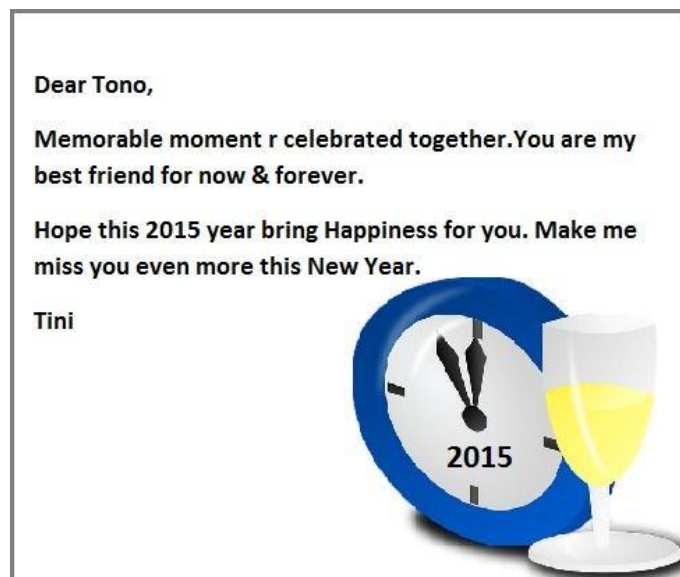 Dear Tono,
Memorable moment r celebrated together.You are my
best friend for now & forever.
Hope this 2015 year bring Happiness for you. Make me
miss you even more this New Year.
Tini
2015